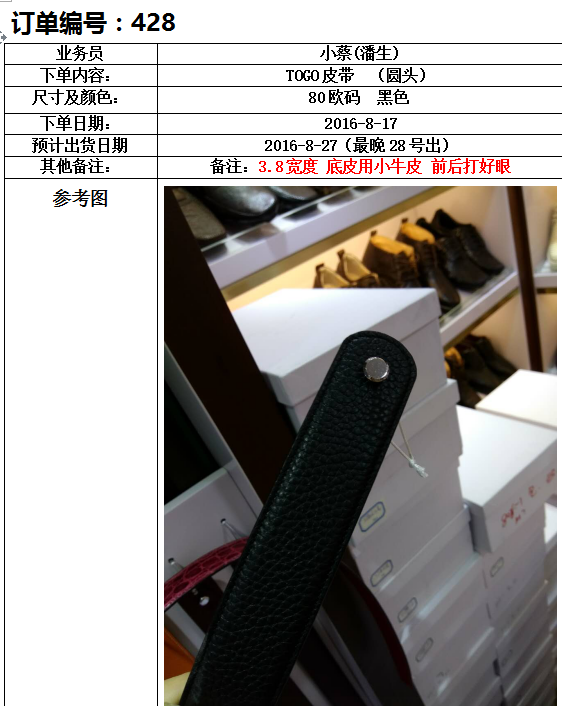 订单编号：428
业务员 小蔡(潘生)
下单内容： TOGO皮带 （圆头）
尺寸及颜色： 80欧码 黑色
下单日期： 2016-8-17
预计出货日期 2016-8-27（最晚28号出）
其他备注： 备注：3.8宽度 底皮用小牛皮 前后打好眼
参考图